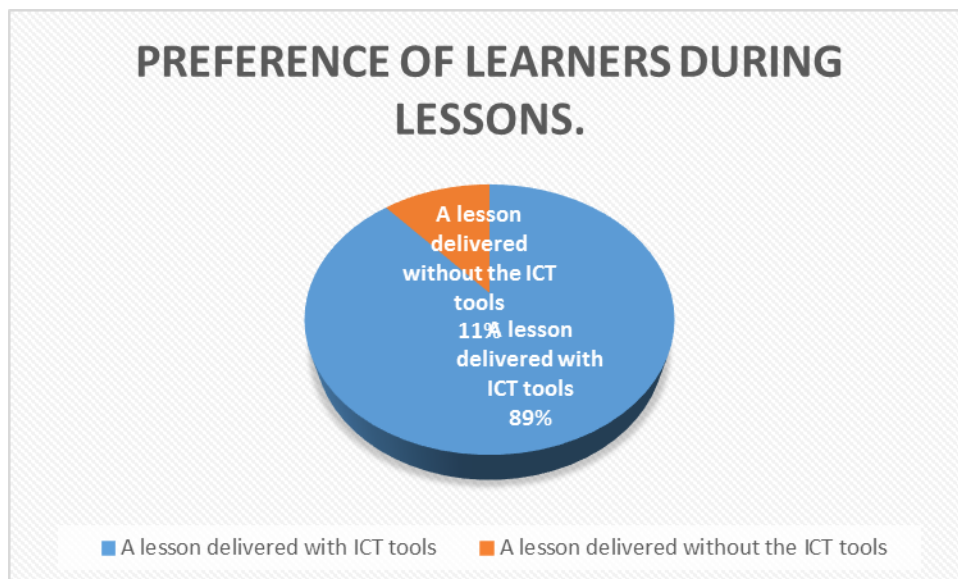 PREFERENCE OF LEARNERS DURING
LESSONS.
A lesson
delivered
without the ICT
tools
11%
A lesson
delivered with
ICT tools
89%
A lesson delivered with ICT tools
A lesson delivered without the ICT tools